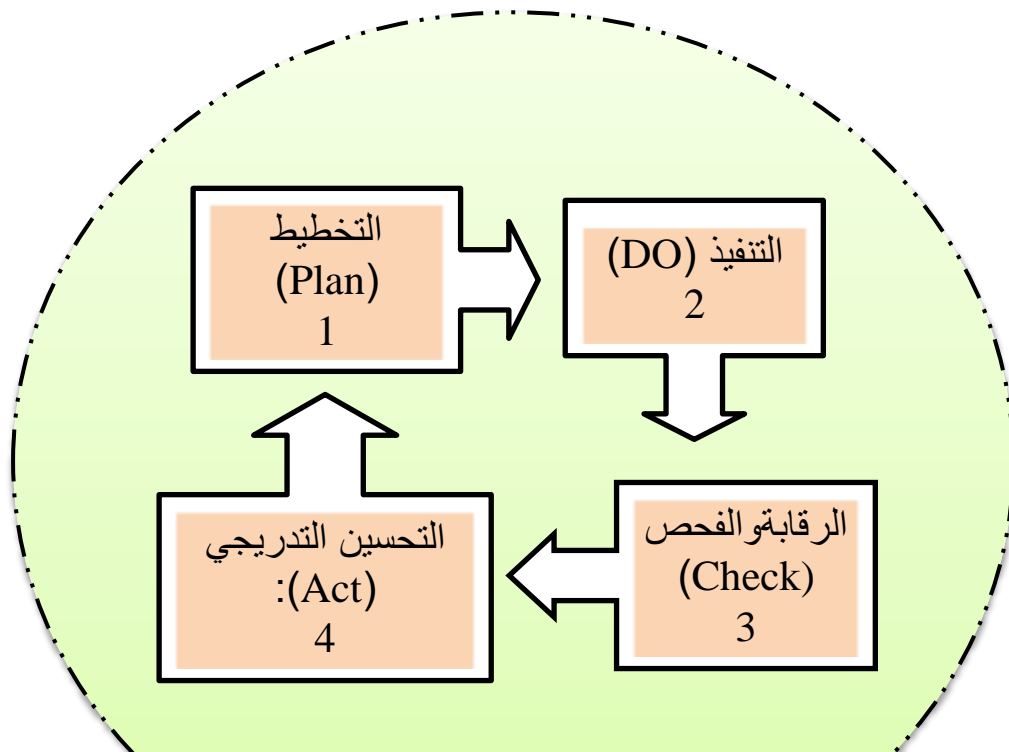 التخطيط
(Plan)
1
التنفيذ (DO)
2
الرقابةوالفحص
(Check)
3
التحسين التدريجي
(Act):
4